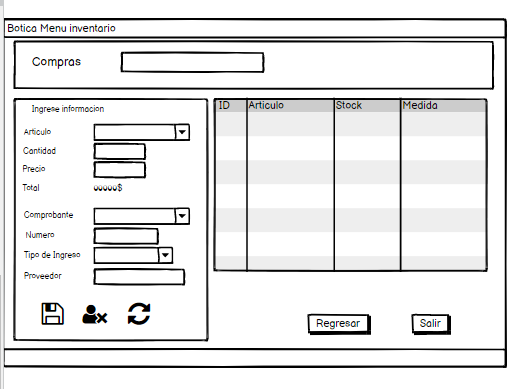 Botica Menu inventario
Compras
Ingrese informacion
Articulo
Cantidad
Precio
Total 00000$
Comprobante
Numero
Tipo de Ingreso
Proveedor
ID Articulo Stock Medida
Regresar Salir